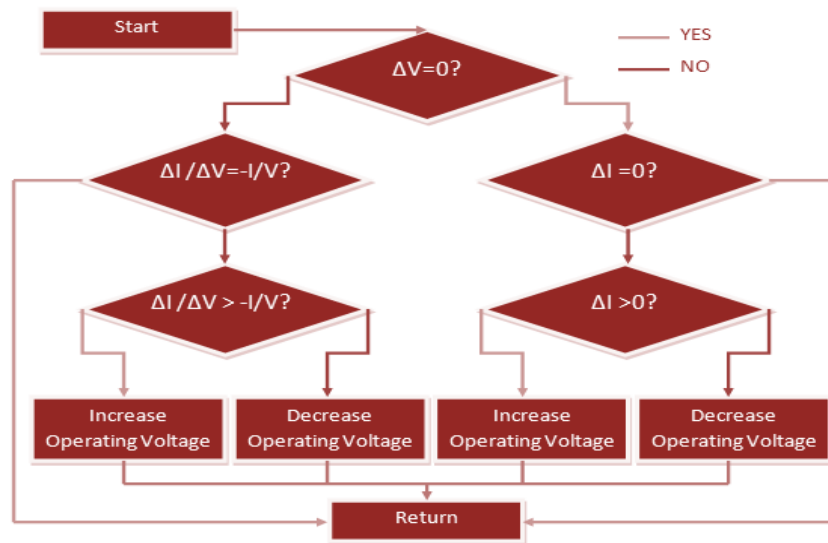 Start
YES
NO
ΔV=0?
ΔI /ΔV=-I/V?
ΔI =0?
ΔI /ΔV > -I/V?
ΔI >0?
Increase
Operating Voltage
Decrease
Operating Voltage
Increase
Operating Voltage
Decrease
Operating Voltage
Return